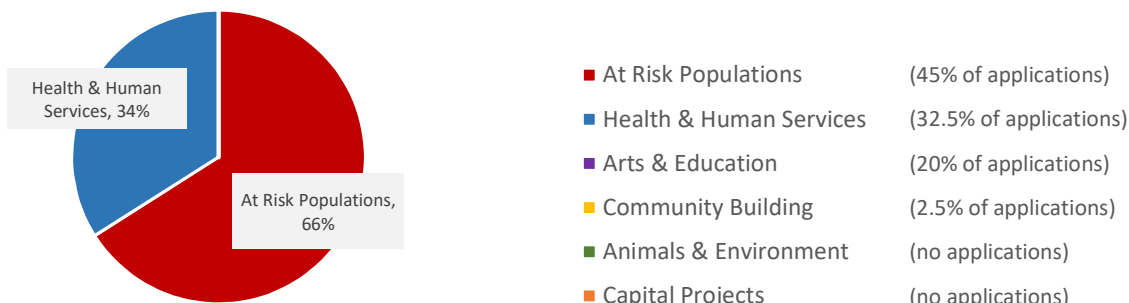 Health & Human
Services, 34%
At Risk Populations,
66%
At Risk Populations (45% of applications)
Health & Human Services (32.5% of applications)
Arts & Education (20% of applications)
Community Building (2.5% of applications)
Animals & Environment (no applications)
Capital Projects (no applications)